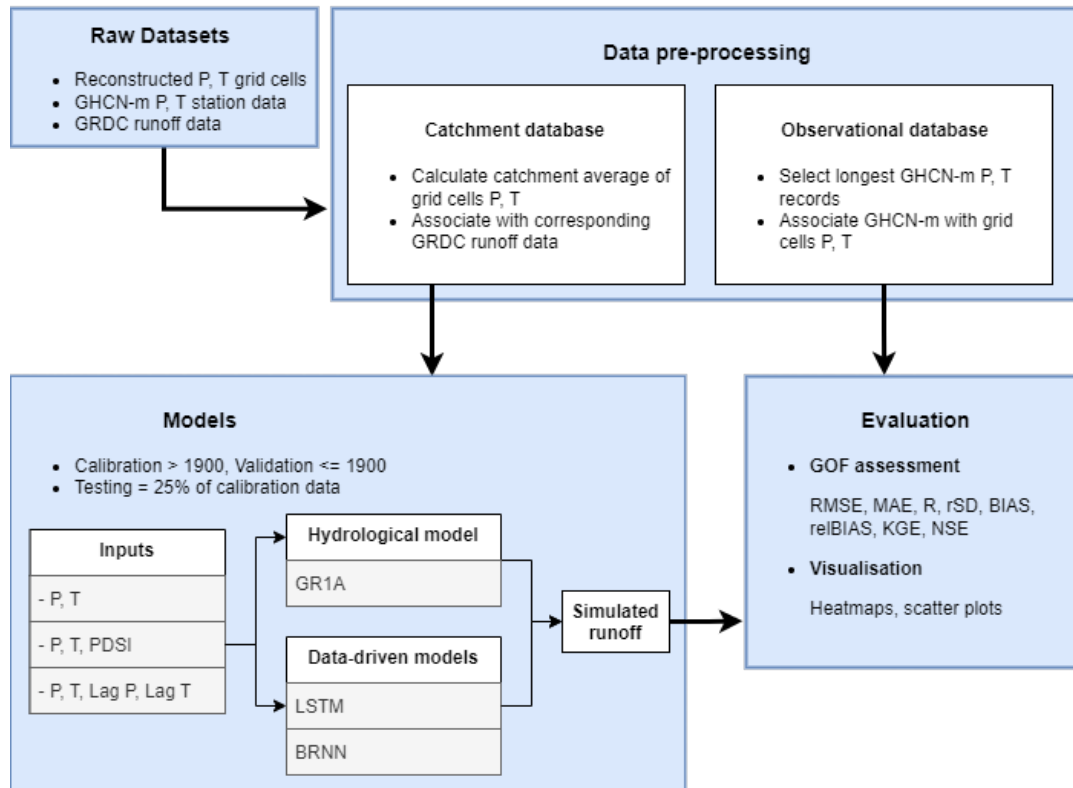 Raw Datasets
• Reconstructed P, T grid cells
• GHCN-m P, T station data
• GRDC runoff data
Data pre-processing
Catchment database
• Calculate catchment average of
grid cells P, T
• Associate with corresponding
GRDC runoff data
Observational database
• Select longest GHCN-m P, T
records
• Associate GHCN-m with grid
cells P, T
Models
• Calibration > 1900, Validation <= 1900
• Testing = 25% of calibration data
Inputs
- P, T
- P, T, PDSI
- P, T, Lag P, Lag T
Hydrological model
GR1A
Data-driven models
LSTM
BRNN
Simulated
runoff
Evaluation
• GOF assessment
RMSE, MAE, R, rSD, BIAS,
relBIAS, KGE, NSE
• Visualisation
Heatmaps, scatter plots